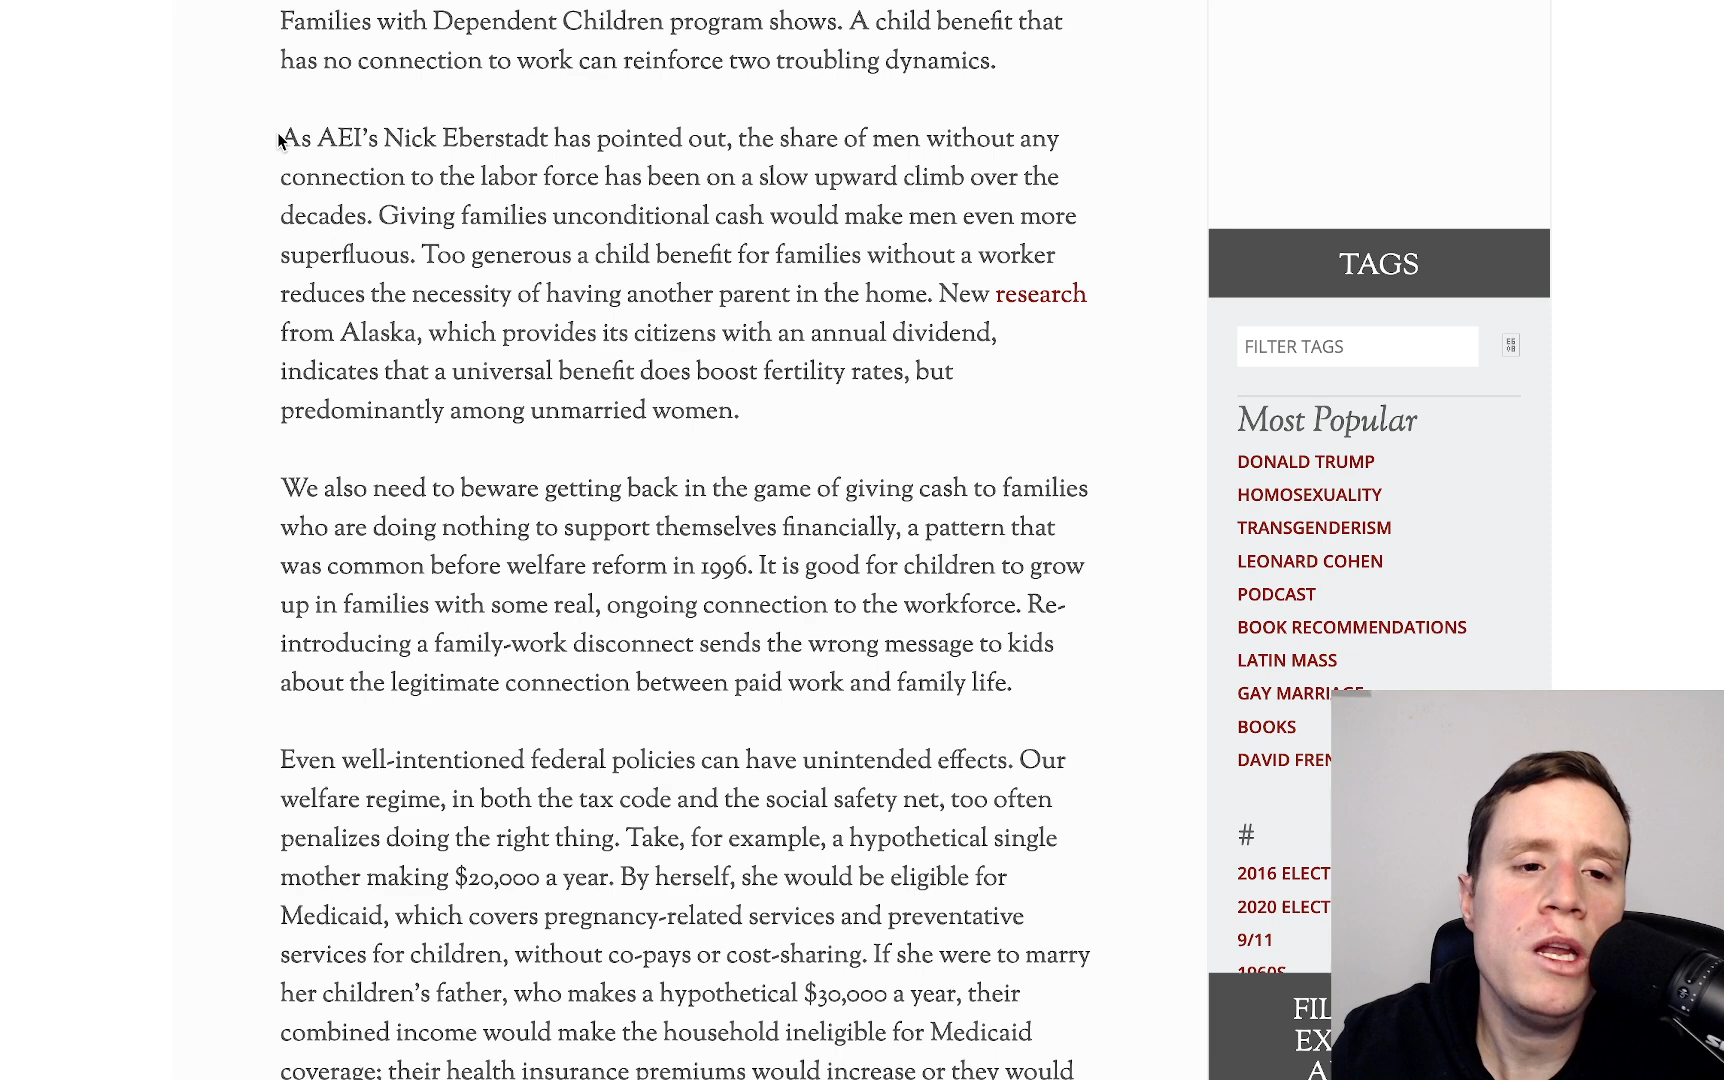 Families with Dependent Children program shows. A child benefit that
has no connection to work can reinforce two troubling dynamics.
As AEI's Nick Eberstadt has pointed out, the share of men without any
connection to the labor force has been on a slow upward climb over the
decades. Giving families unconditional cash would make men even more
superfluous. Too generous a child benefit for families without a worker
reduces the necessity of having another parent in the home. New research
from Alaska, which provides its citizens with an annual dividend,
indicates that a universal benefit does boost fertility rates, but
predominantly among unmarried women.
We also need to beware getting back in the game of giving cash to families
who are doing nothing to support themselves financially, a pattern that
was common before welfare reform in 1996. It is good for children to grow
up in families with some real, ongoing connection to the workforce. Re-
introducing a family-work disconnect sends the wrong message to kids
about the legitimate connection between paid work and family life.
Even well-intentioned federal policies can have unintended effects. Our
welfare regime, in both the tax code and the social safety net, too often
penalizes doing the right thing. Take, for example, a hypothetical single
mother making $20,000 a year. By herself, she would be eligible for
Medicaid, which covers pregnancy-related services and preventative
services for children, without co-pays or cost-sharing. If she were to marry
her children's father, who makes a hypothetical $30,000 a year, their
combined income would make the household ineligible for Medicaid
coverage; their health insurance premiums would increase or they would
TAGS
FILTER TAGS
Most Popular
DONALD TRUMP
HOMOSEXUALITY
TRANSGENDERISM
LEONARD COHEN
PODCAST
BOOK RECOMMENDATIONS
LATIN MASS
GAY MARRIAGE
BOOKS
DAVID FREN
#
2016 ELECT
2020 ELECT
9/11
1960S
FIL
EX
A